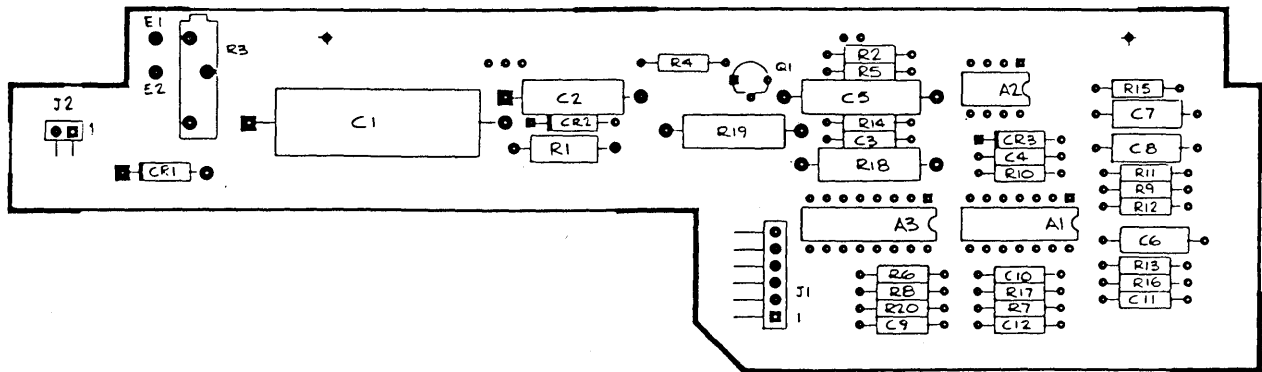 E1
R3
E2
J2
1
CR1
C1
C2
CR2
R1
R4
Q1
R19
R2
R5
C5
R14
C3
R18
A2
CR3
C4
R10
R15
C7
C8
R11
R9
R12
A3
A1
C6
R13
R16
C11
J1
1
R6
R8
R20
C9
C10
R17
R7
C12